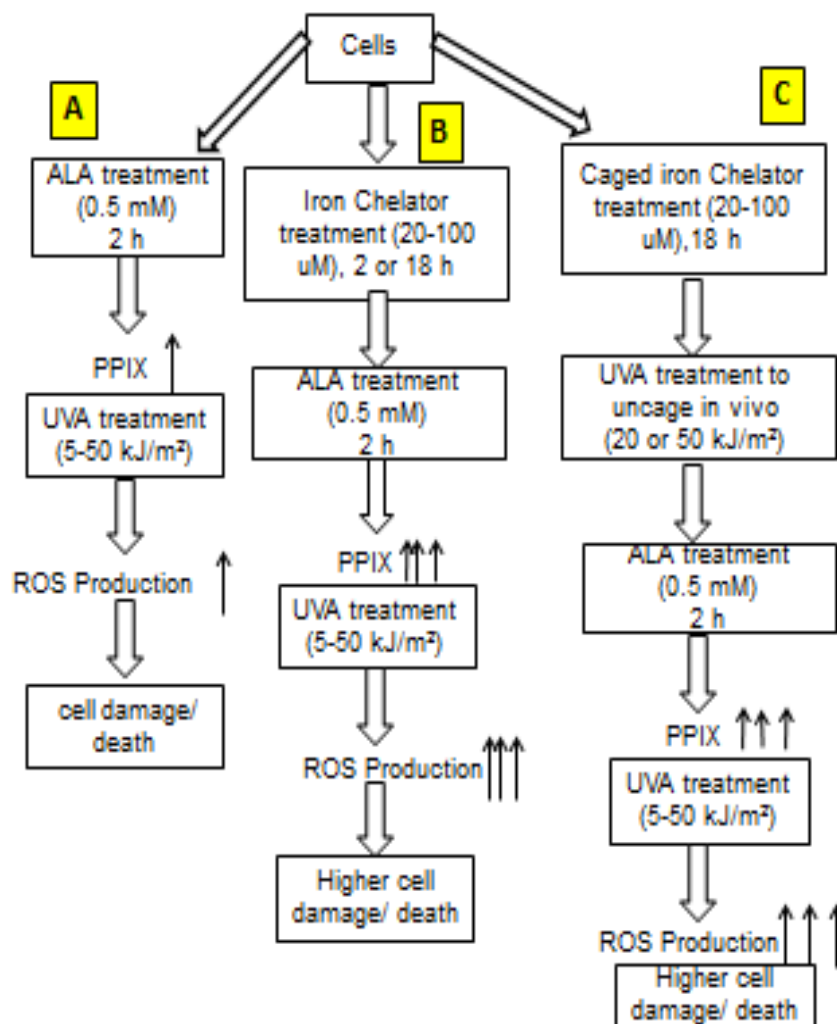 Cells
A
ALA treatment
(0.5 mM)
2 h
PPIX
UVA treatment
(5-50 kJ/m²)
ROS Production
cell damage/
death
B
Iron Chelator
treatment (20-100
uM), 2 or 18 h
ALA treatment
(0.5 mM)
2 h
PPIX
UVA treatment
(5-50 kJ/m²)
ROS Production
Higher cell
damage/ death
C
Caged iron Chelator
treatment (20-100
uM),18 h
UVA treatment to
uncage in vivo
(20 or 50 kJ/m²)
ALA treatment
(0.5 mM)
2 h
PPIX
UVA treatment
(5-50 kJ/m²)
ROS Production
Higher cell
damage/ death